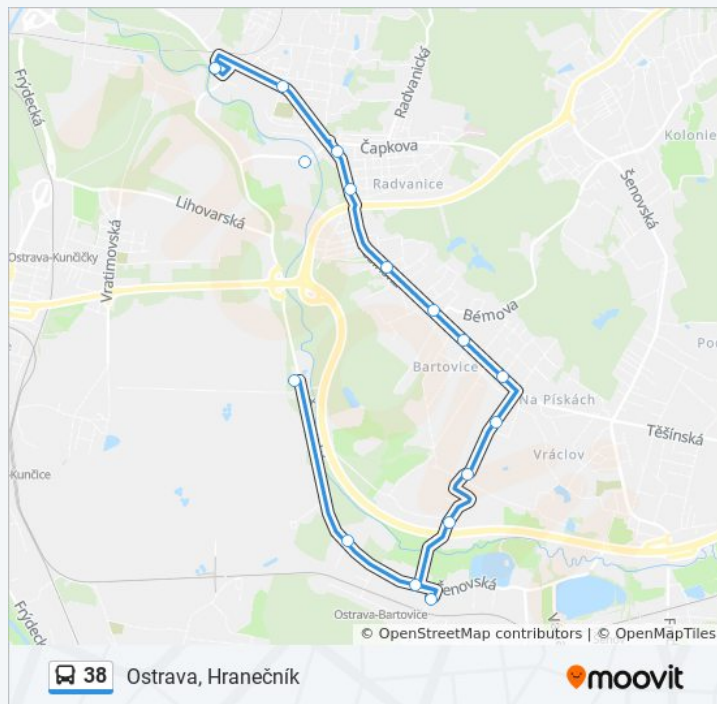 Frýdecká
Radvanická
Kolonie
Čapkova
Radvanice
Šenovská
Lihovarská
Ostrava-Kunčičky
Vratimovská
Bémova
Bartovice
Na Pískách
Těšínská
Vráclov
Kunčice
Šenovská
Ostrava-Bartovice
Frýdecká
© OpenStreetMap contributors | © OpenMapTiles
38 Ostrava, Hranečník
moovit